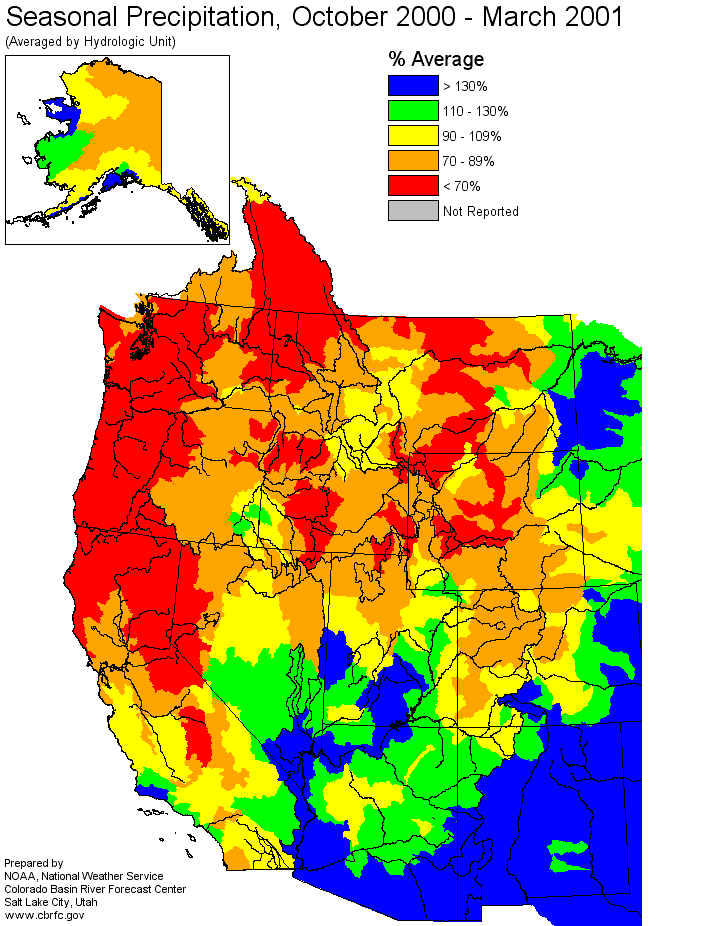 Seasonal Precipitation, October 2000 - March 2001
(Averaged by Hydrologic Unit)
% Average
> 130%
110 - 130%
90 - 109%
70 - 89%
< 70%
Not Reported
Prepared by
NOAA, National Weather Service
Colorado Basin River Forecast Center
Salt Lake City, Utah
www.cbrfc.gov